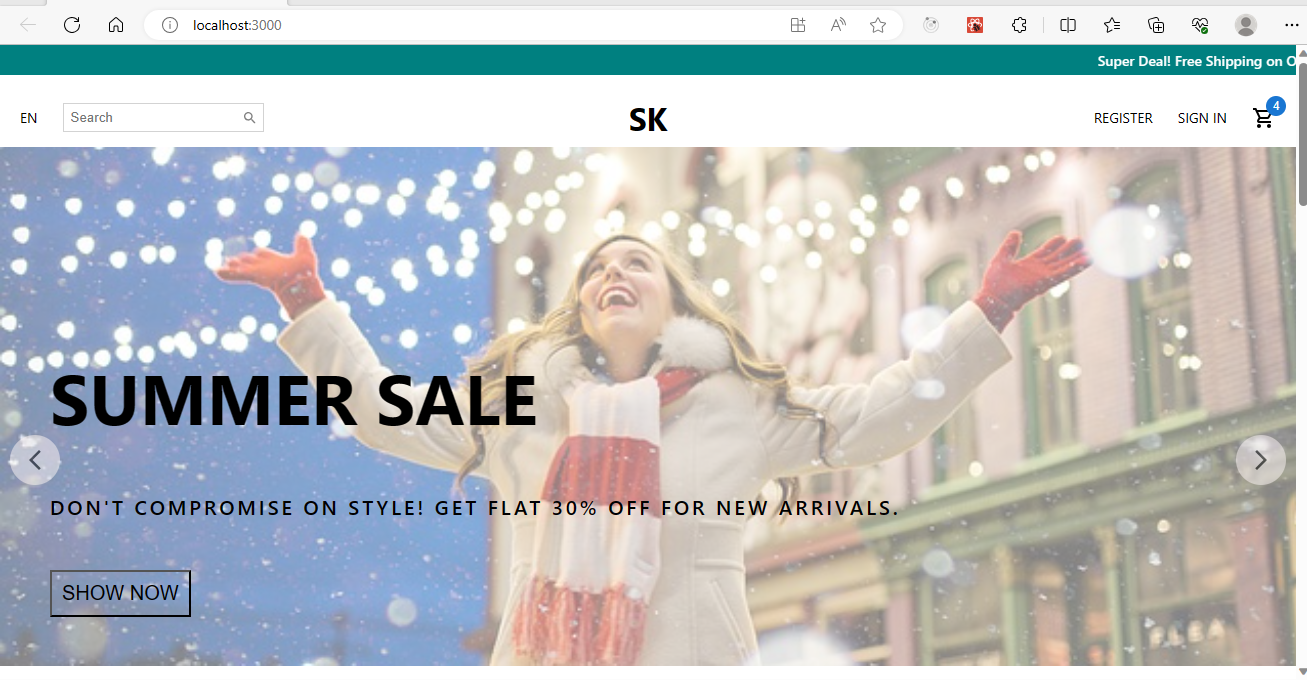 localhost:3000
Super Deal! Free Shipping on O
EN
Search
SK
REGISTER
SIGN IN
4
SUMMER SALE
DON'T COMPROMISE ON STYLE! GET FLAT 30% OFF FOR NEW ARRIVALS.
SHOW NOW